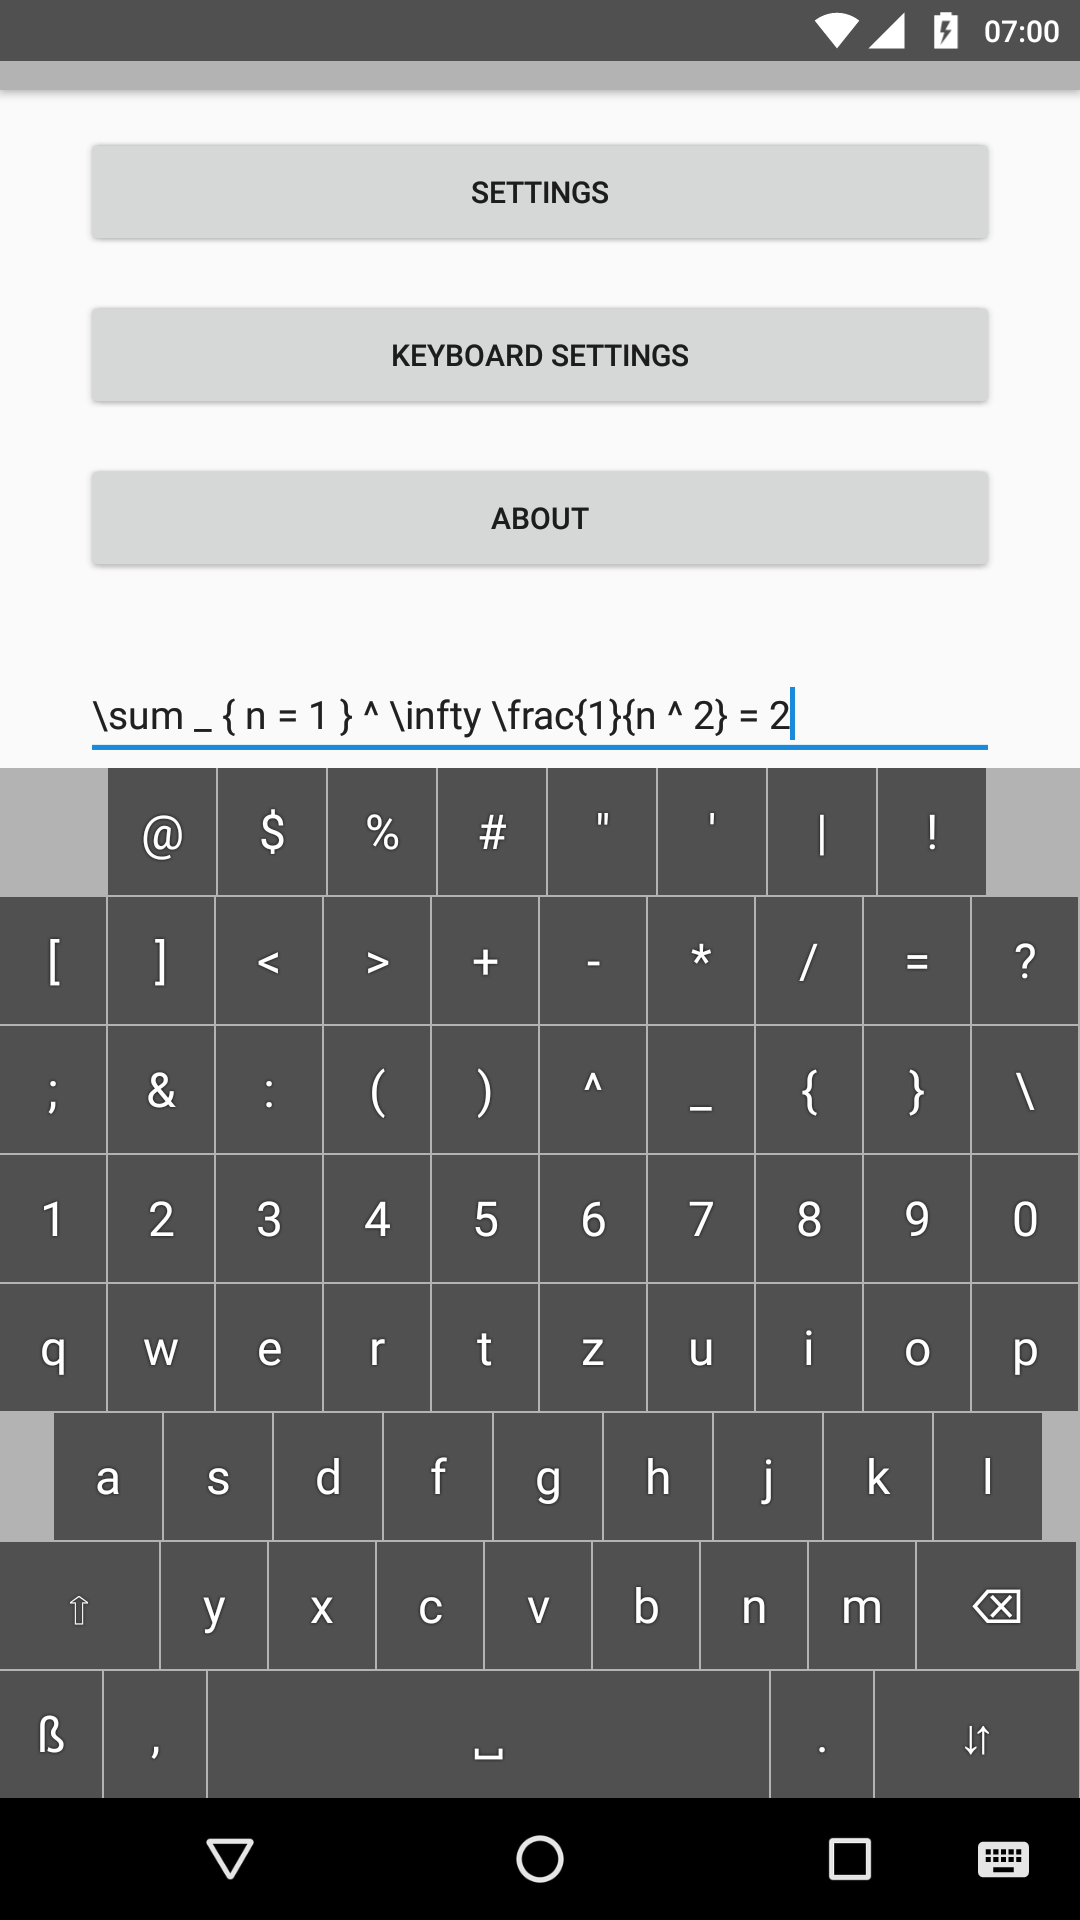 07:00
SETTINGS
KEYBOARD SETTINGS
ABOUT
\sum _ { n = 1 } ^ \infty \frac{1}{n ^ 2} = 2
@ $ % # " ' | !
[ ] < > + - * / = ?
; & : ( ) ^ _ { } \
1 2 3 4 5 6 7 8 9 0
q w e r t z u i o p
a s d f g h j k l
⇧ y x c v b n m ⌫
ß , ⎵ . ⇵